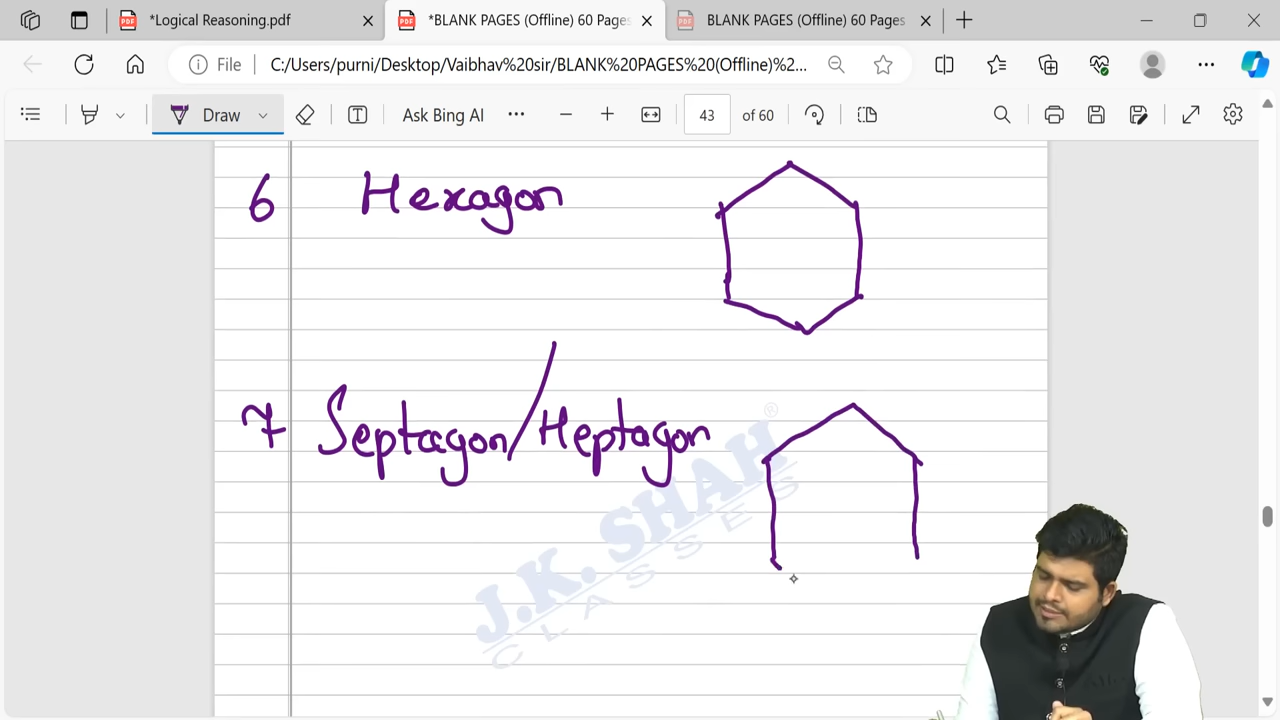 *Logical Reasoning.pdf
*BLANK PAGES (Offline) 60 Pages
BLANK PAGES (Offline) 60 Pages
File
C:/Users/purni/Desktop/Vaibhav%20sir/BLANK%20PAGES%20(Offline)%2...
Draw
Ask Bing AI
43
of 60
6 Hexagon
7 Septagon/Heptagon
J.K. SHAH ®
CLASSES